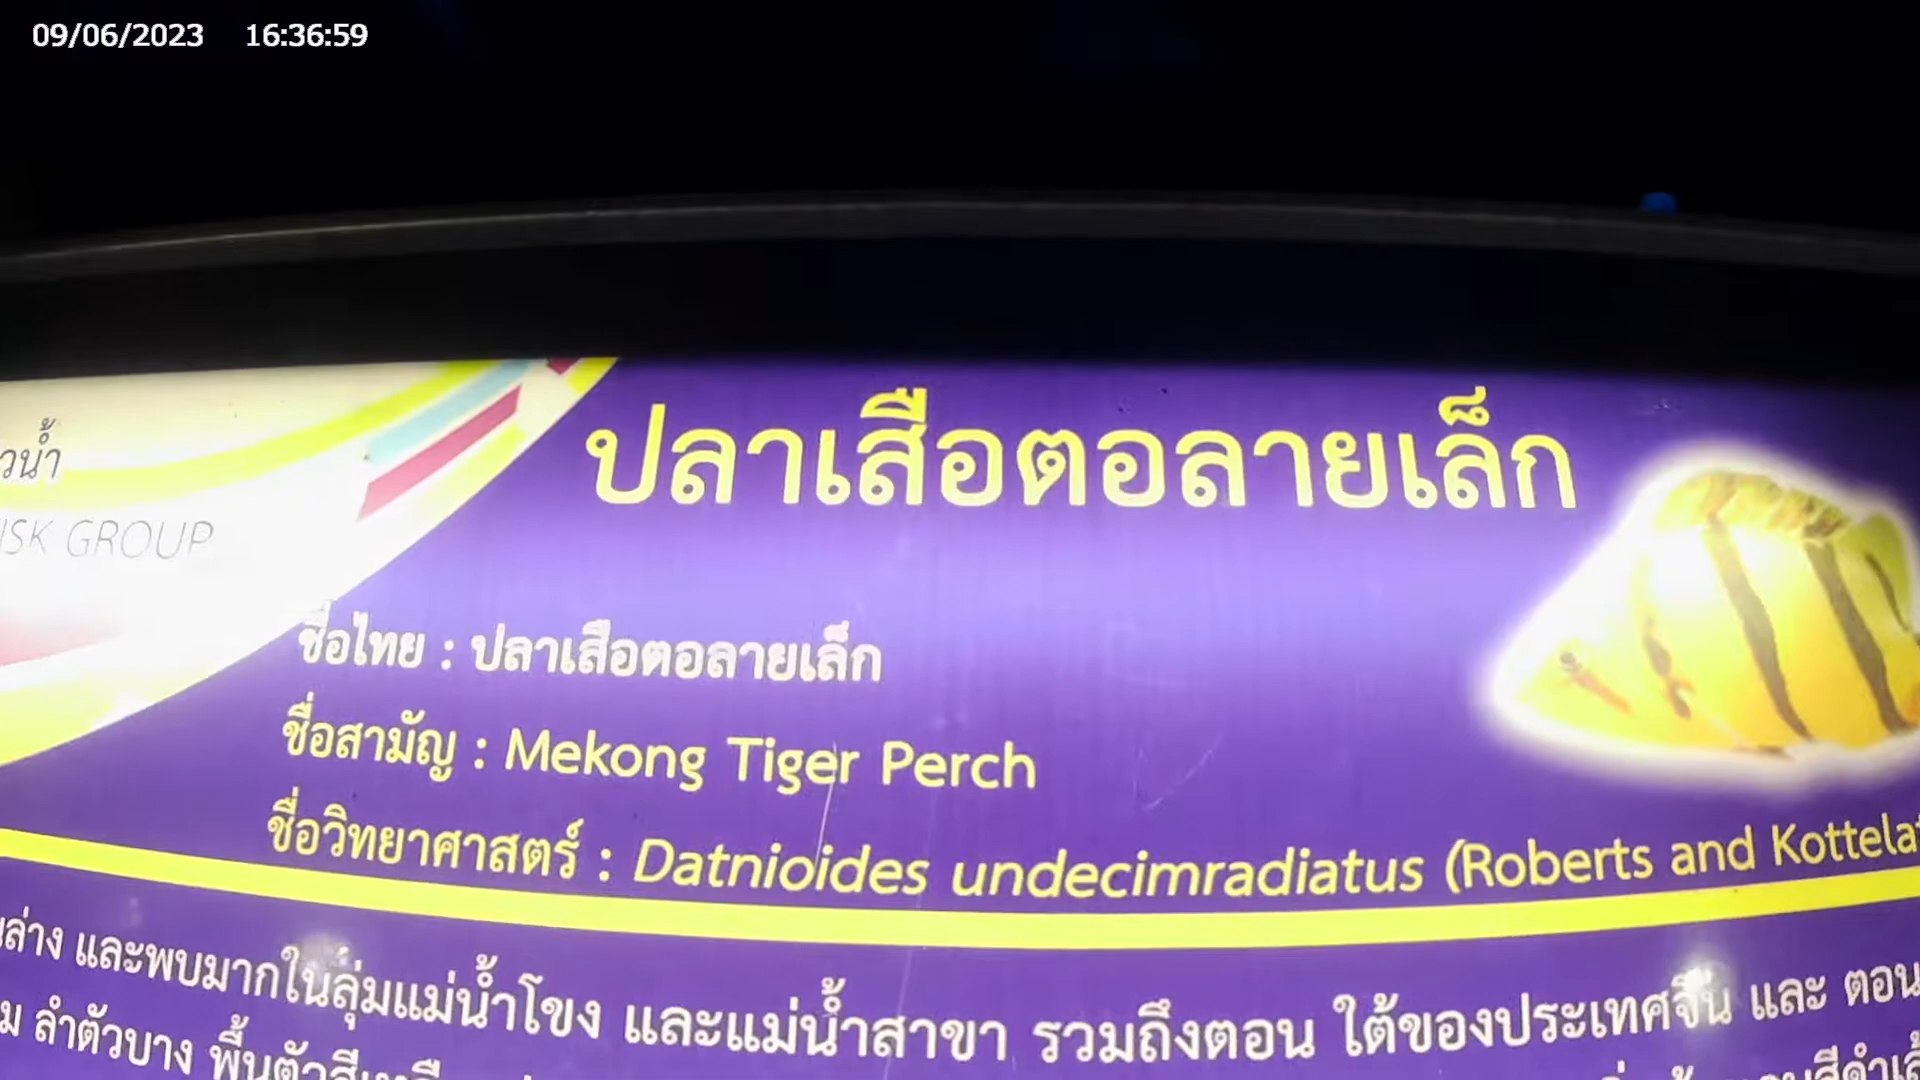 09/06/2023 16:36:59
ปลาเสือตอลายเล็ก
GROUP
ชื่อไทย : ปลาเสือตอลายเล็ก
ชื่อสามัญ : Mekong Tiger Perch
ชื่อวิทยาศาสตร์ : Datnioides undecimradiatus (Roberts and Kottelat
และพบมากในลุ่มแม่น้ำโขง และแม่น้ำสาขา รวมถึงตอน ใต้ของประเทศจีน และ ตอน
ลำตัวบาง